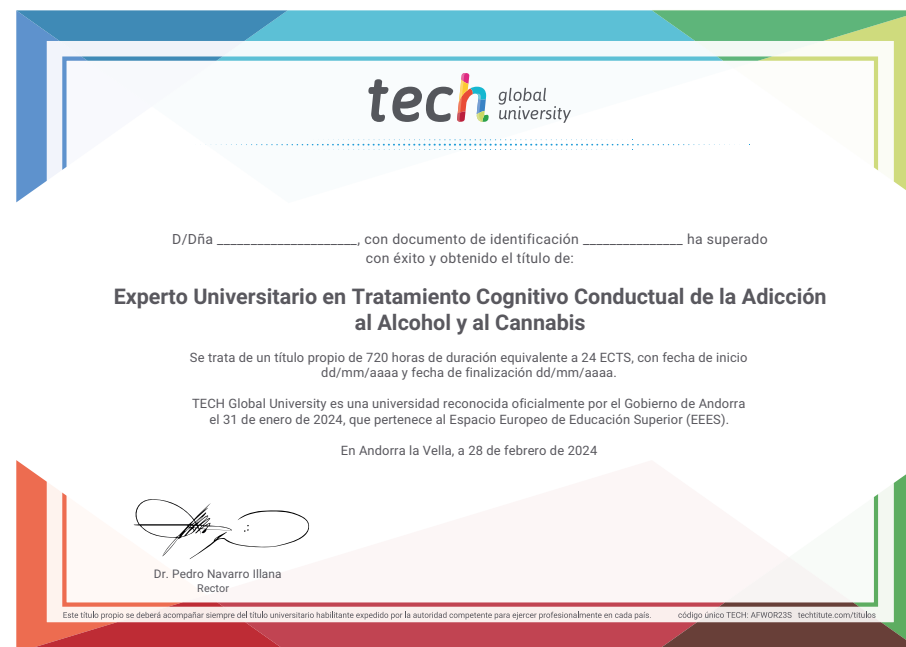 tech global
university
D/Dña _____________________, con documento de identificación _______________ ha superado
con éxito y obtenido el título de:
Experto Universitario en Tratamiento Cognitivo Conductual de la Adicción
al Alcohol y al Cannabis
Se trata de un título propio de 720 horas de duración equivalente a 24 ECTS, con fecha de inicio
dd/mm/aaaa y fecha de finalización dd/mm/aaaa.
TECH Global University es una universidad reconocida oficialmente por el Gobierno de Andorra
el 31 de enero de 2024, que pertenece al Espacio Europeo de Educación Superior (EEES).
En Andorra la Vella, a 28 de febrero de 2024
Dr. Pedro Navarro Illana
Rector
Este título propio se deberá acompañar siempre del título universitario habilitante expedido por la autoridad competente para ejercer profesionalmente en cada país. código único TECH: AFWOR23S techtitute.com/titulos